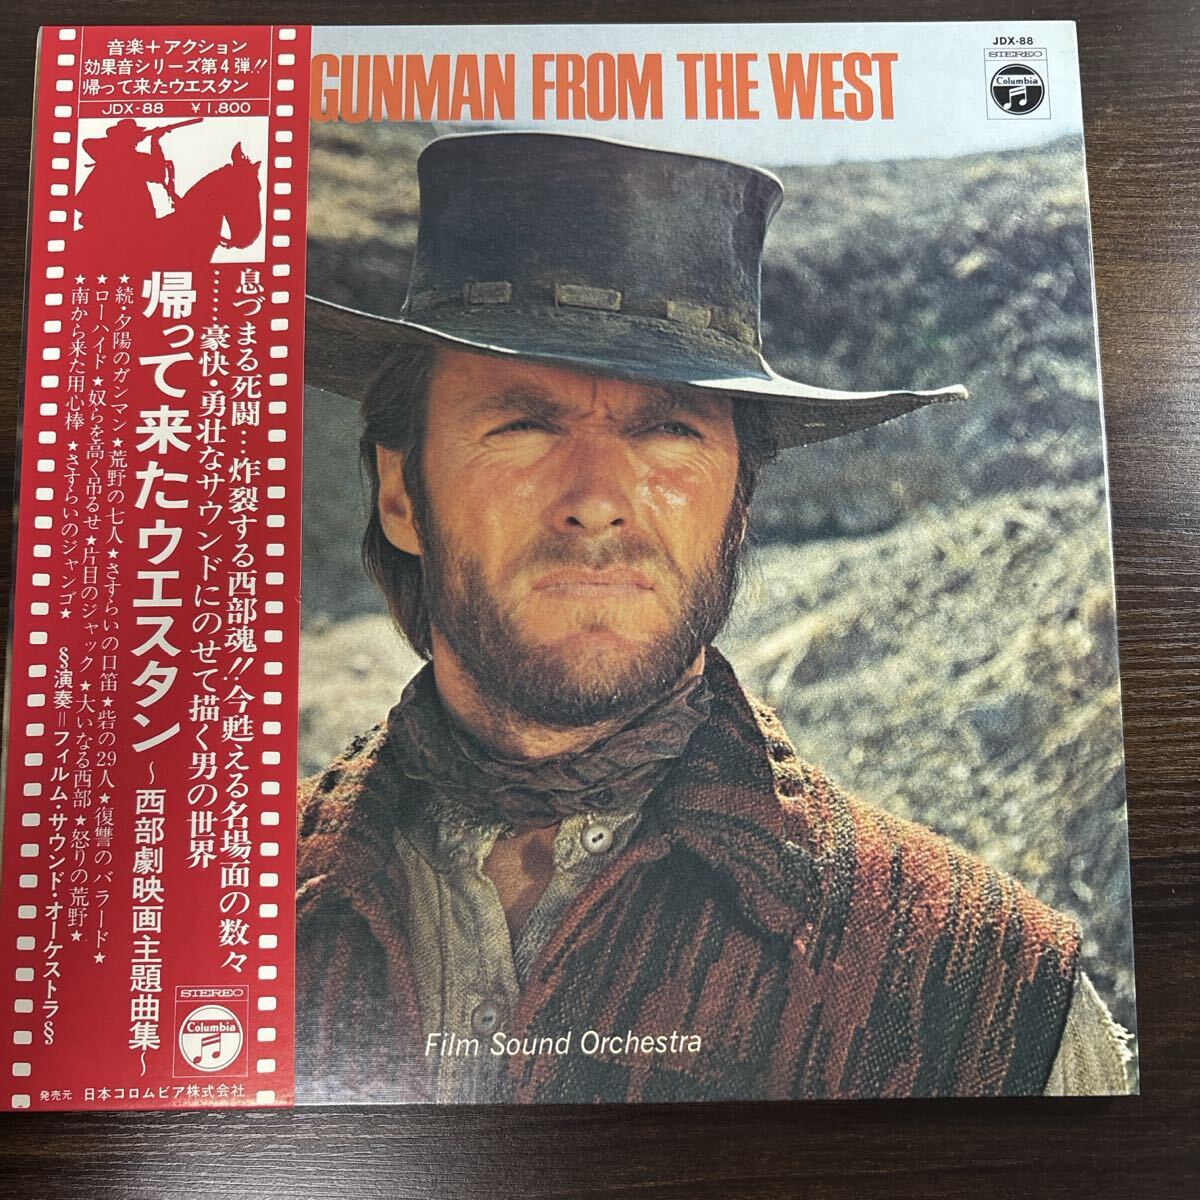 音楽+アクション
効果音シリーズ第4弾!!
帰って来たウエスタン
JDX-88 ¥1,800
息づまる死闘…炸裂する西部魂!!今甦える名場面の数々
……豪快・勇壮なサウンドにのせて描く男の世界
帰って来たウエスタン〜西部劇映画主題曲集〜
★続・夕陽のガンマン★荒野の七人★さすらいの口笛★砦の29人★復讐のバラード★
★ローハイド★奴らを高く吊るせ★片目のジャック★大いなる西部★怒りの荒野★
★南から来た用心棒★さすらいのジャンゴ★
§演奏=フィルム・サウンド・オーケストラ§
STEREO
Columbia
発売元 日本コロムビア株式会社
GUNMAN FROM THE WEST
JDX-88
STEREO
Columbia
Film Sound Orchestra